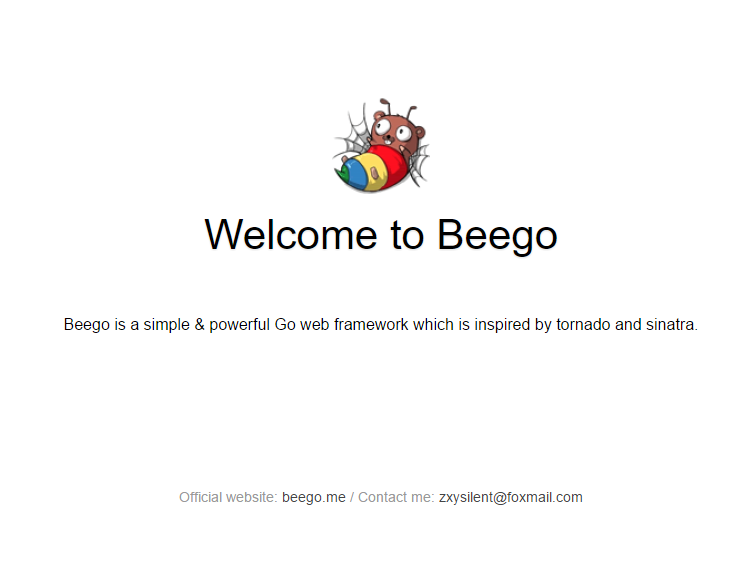 Welcome to Beego
Beego is a simple & powerful Go web framework which is inspired by tornado and sinatra.
Official website: beego.me / Contact me: zxysilent@foxmail.com